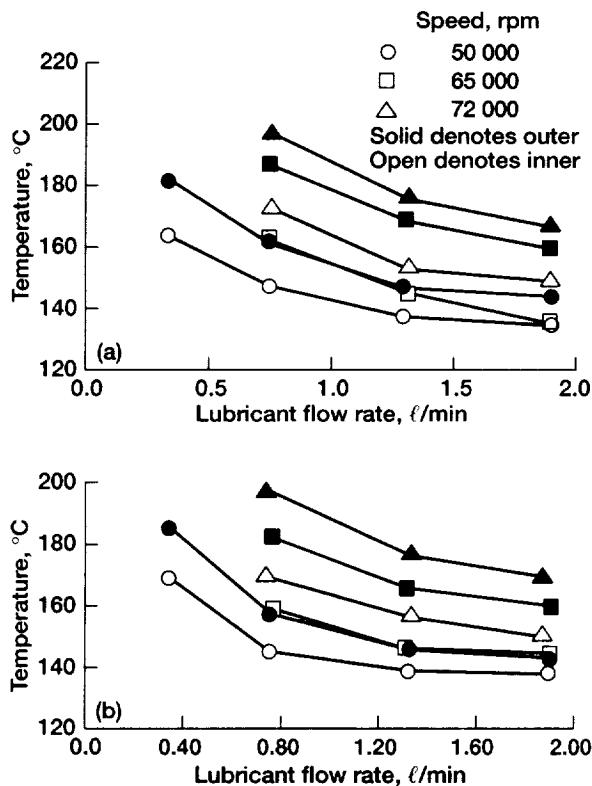 Speed, rpm
50 000
65 000
72 000
Solid denotes outer
Open denotes inner
Temperature, °C
220
200
180
160
140
120
(a)
0.0 0.5 1.0 1.5 2.0
Lubricant flow rate, ℓ/min
Temperature, °C
200
180
160
140
120
(b)
0.0 0.40 0.80 1.20 1.60 2.00
Lubricant flow rate, ℓ/min